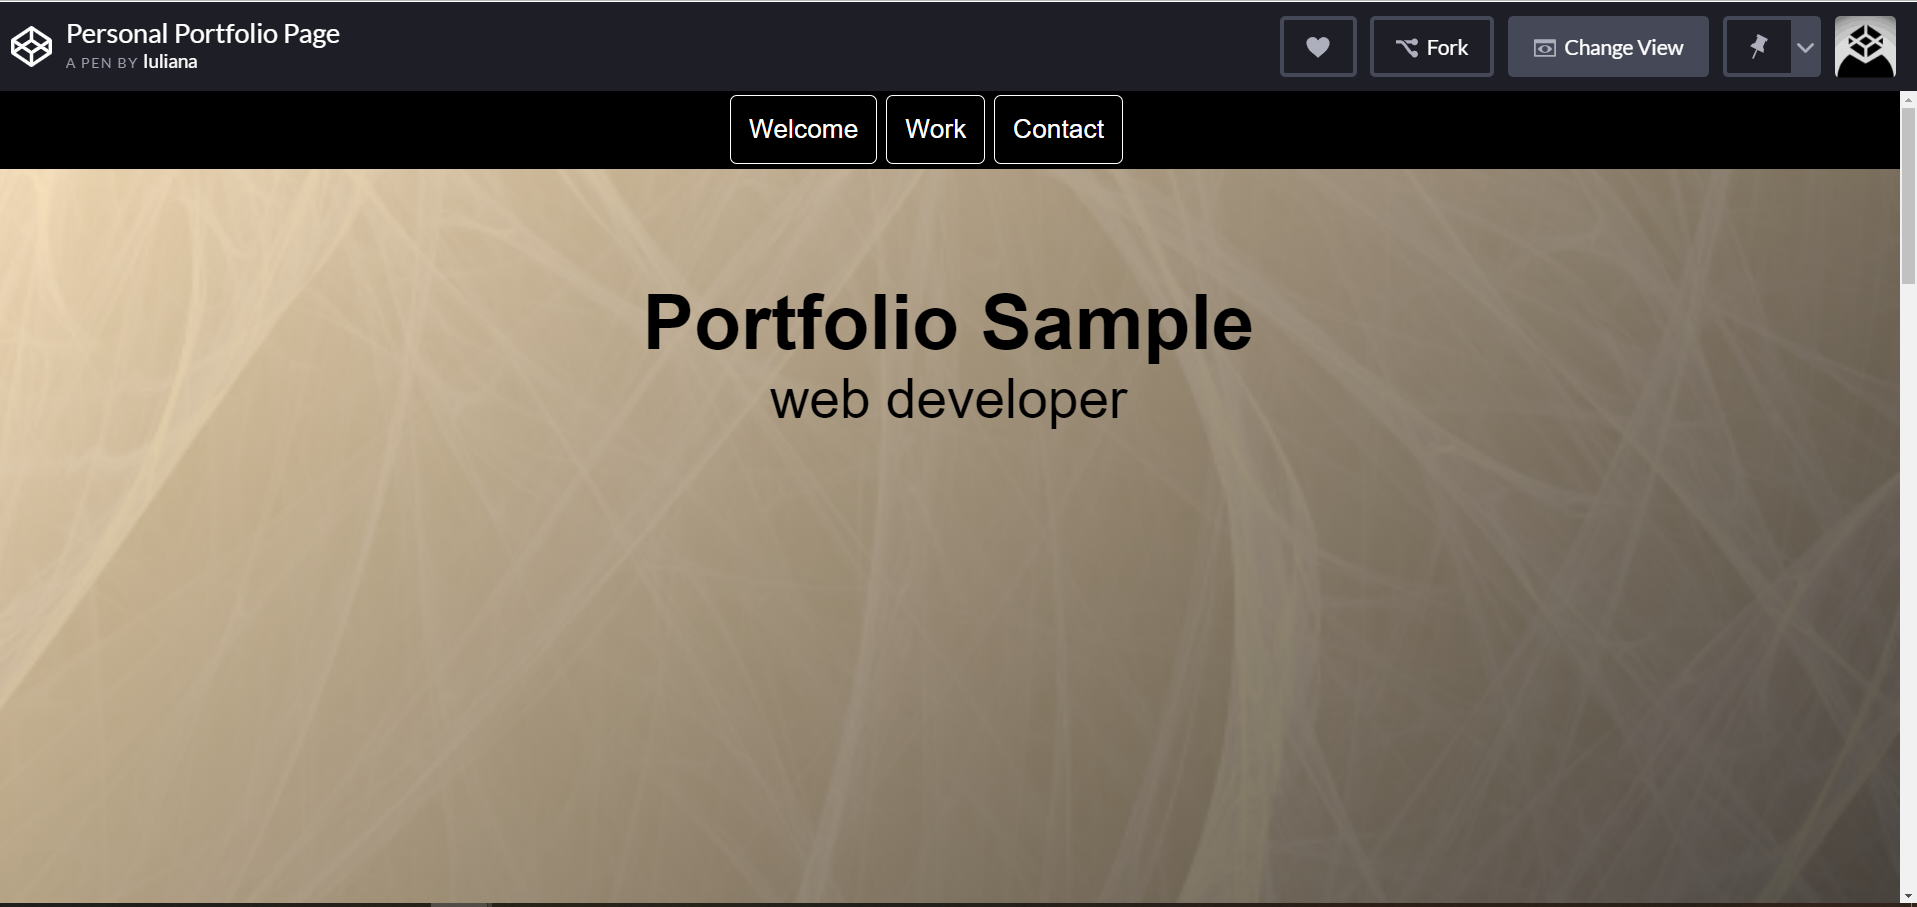 Personal Portfolio Page
A PEN BY Iuliana
Fork
Change View
Welcome
Work
Contact
Portfolio Sample
web developer